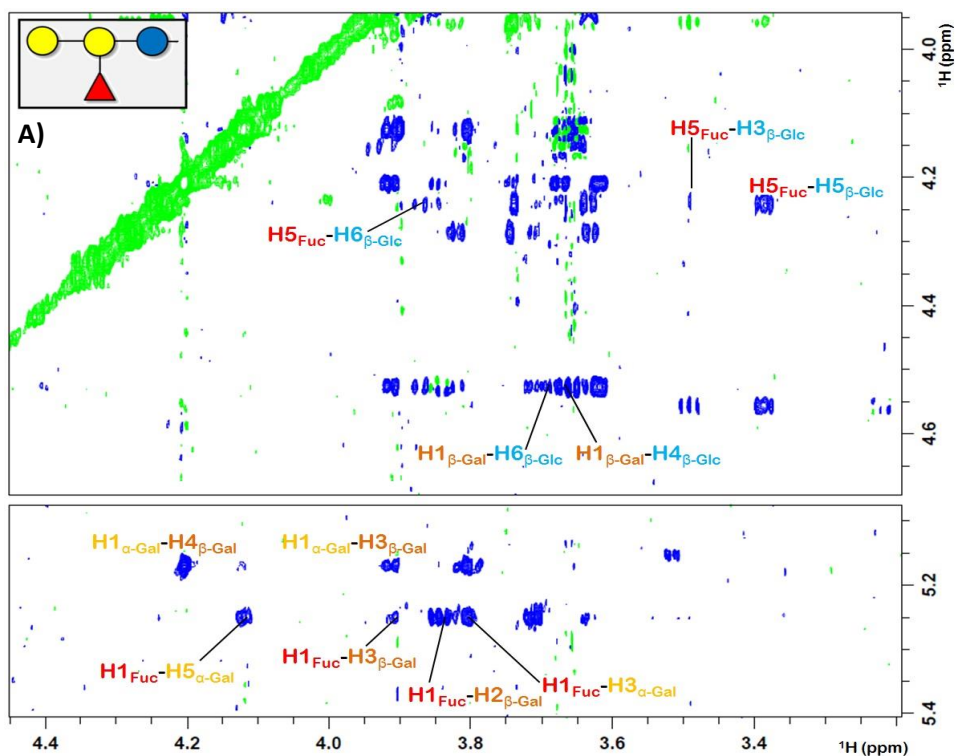 A)
4.0
¹H (ppm)
H5Fuc-H3β-Glc
4.2
H5Fuc-H5β-Glc
H5Fuc-H6β-Glc
4.4
4.6
H1β-Gal-H6β-Glc H1β-Gal-H4β-Glc
H1α-Gal-H4β-Gal H1α-Gal-H3β-Gal
5.2
H1Fuc-H5α-Gal H1Fuc-H3β-Gal
H1Fuc-H2β-Gal H1Fuc-H3α-Gal
5.4
4.4 4.2 4.0 3.8 3.6 3.4 ¹H (ppm)